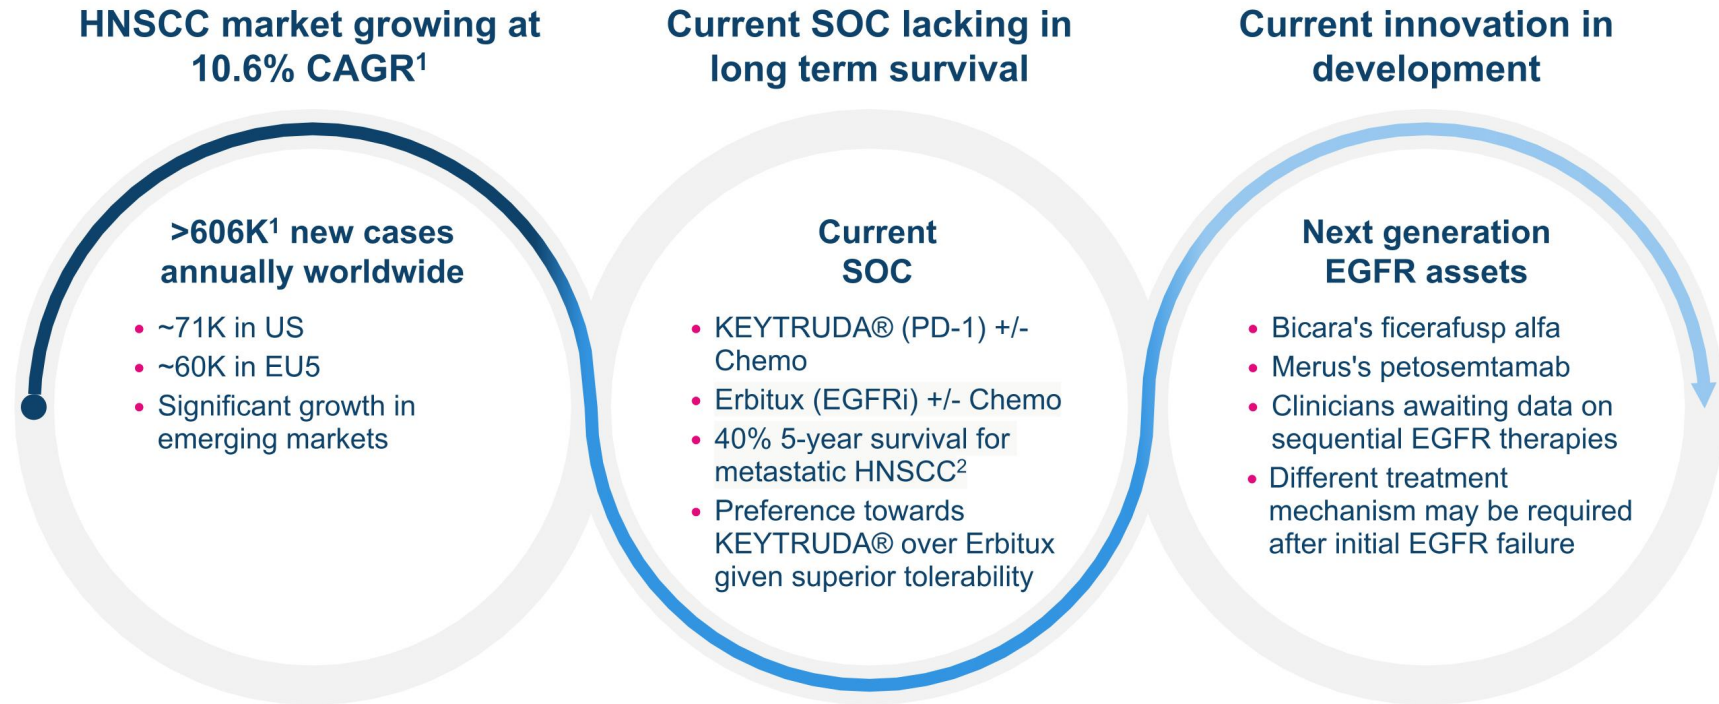 HNSCC market growing at
10.6% CAGR¹
>606K¹ new cases
annually worldwide
• ~71K in US
• ~60K in EU5
• Significant growth in
emerging markets
Current SOC lacking in
long term survival
Current
SOC
• KEYTRUDA® (PD-1) +/-
Chemo
• Erbitux (EGFRi) +/- Chemo
• 40% 5-year survival for
metastatic HNSCC²
• Preference towards
KEYTRUDA® over Erbitux
given superior tolerability
Current innovation in
development
Next generation
EGFR assets
• Bicara's ficerafusp alfa
• Merus's petosemtamab
• Clinicians awaiting data on
sequential EGFR therapies
• Different treatment
mechanism may be required
after initial EGFR failure